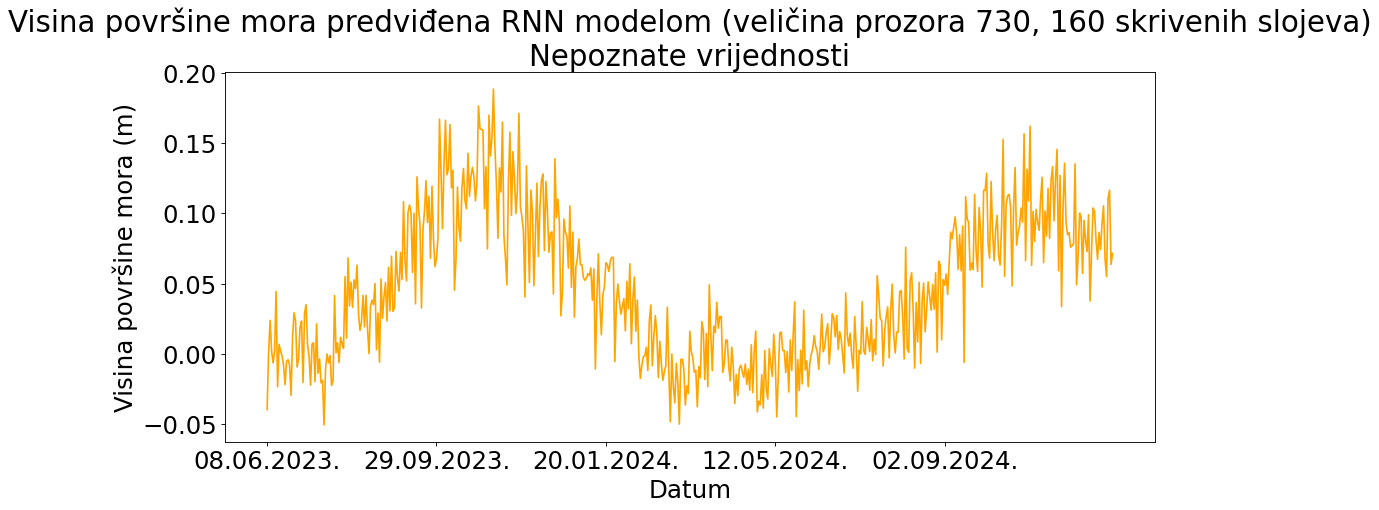 Visina površine mora predviđena RNN modelom (veličina prozora 730, 160 skrivenih slojeva)
Nepoznate vrijednosti
Visina površine mora (m)
0.20
0.15
0.10
0.05
0.00
−0.05
08.06.2023. 29.09.2023. 20.01.2024. 12.05.2024. 02.09.2024.
Datum